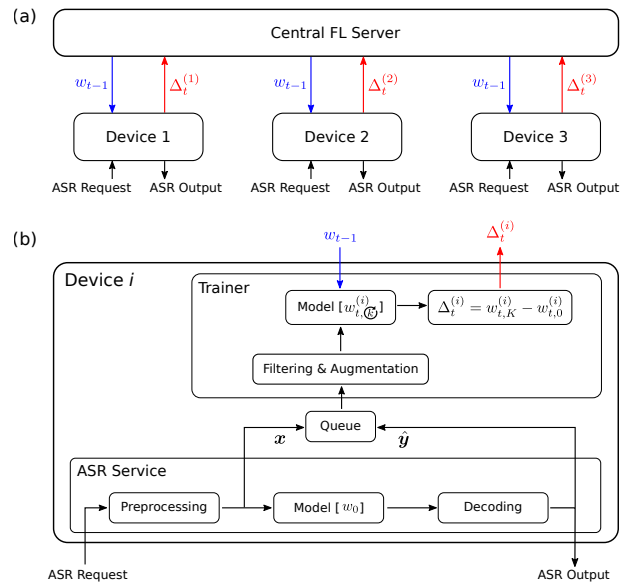 (a)
Central FL Server
w_{t−1} Δ_t^{(1)} w_{t−1} Δ_t^{(2)} w_{t−1} Δ_t^{(3)}
Device 1 Device 2 Device 3
ASR Request ASR Output ASR Request ASR Output ASR Request ASR Output
(b)
w_{t−1} Δ_t^{(i)}
Device i
Trainer
Model [w_{t,k}^{(i)}] Δ_t^{(i)} = w_{t,K}^{(i)} − w_{t,0}^{(i)}
Filtering & Augmentation
Queue
x ŷ
ASR Service
Preprocessing Model [w_0] Decoding
ASR Request ASR Output